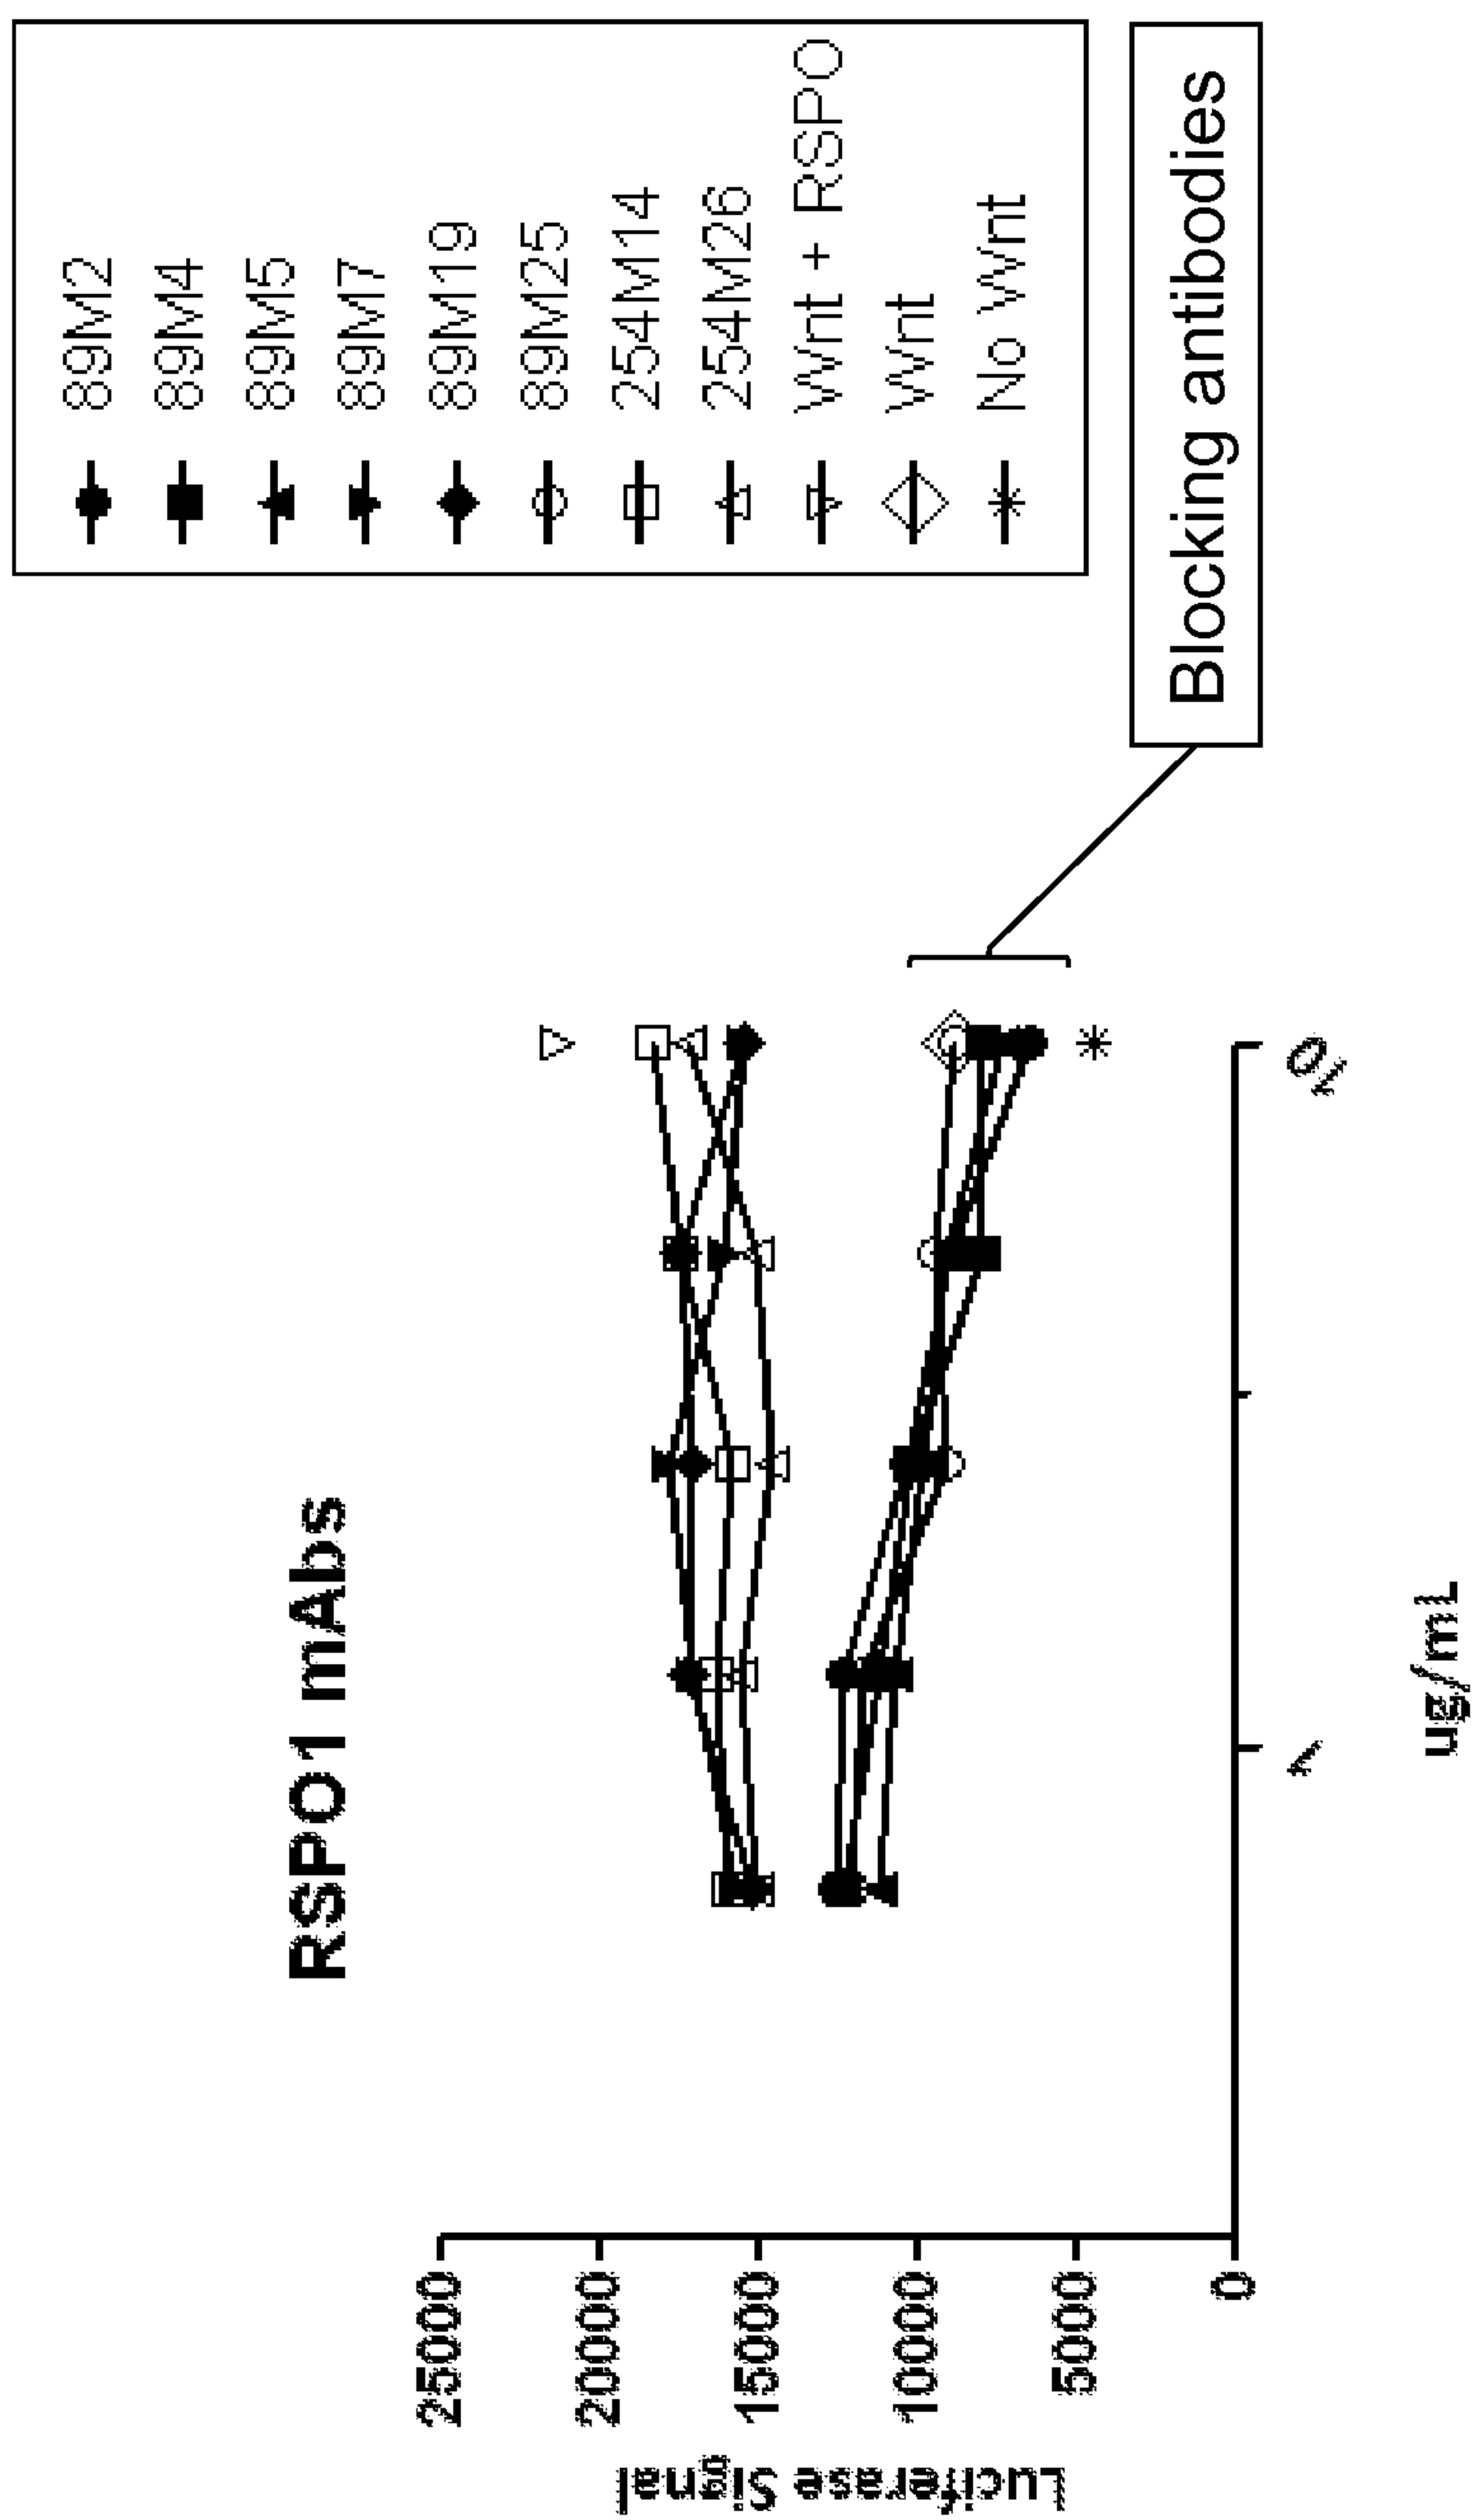 RSPO1 mAbs
Luciferase signal
25000
20000
15000
10000
5000
0
1
10
ug/mL
89M2
89M4
89M5
89M7
89M19
89M25
254M14
254M26
Wnt + RSPO
Wnt
No Wnt
Blocking antibodies